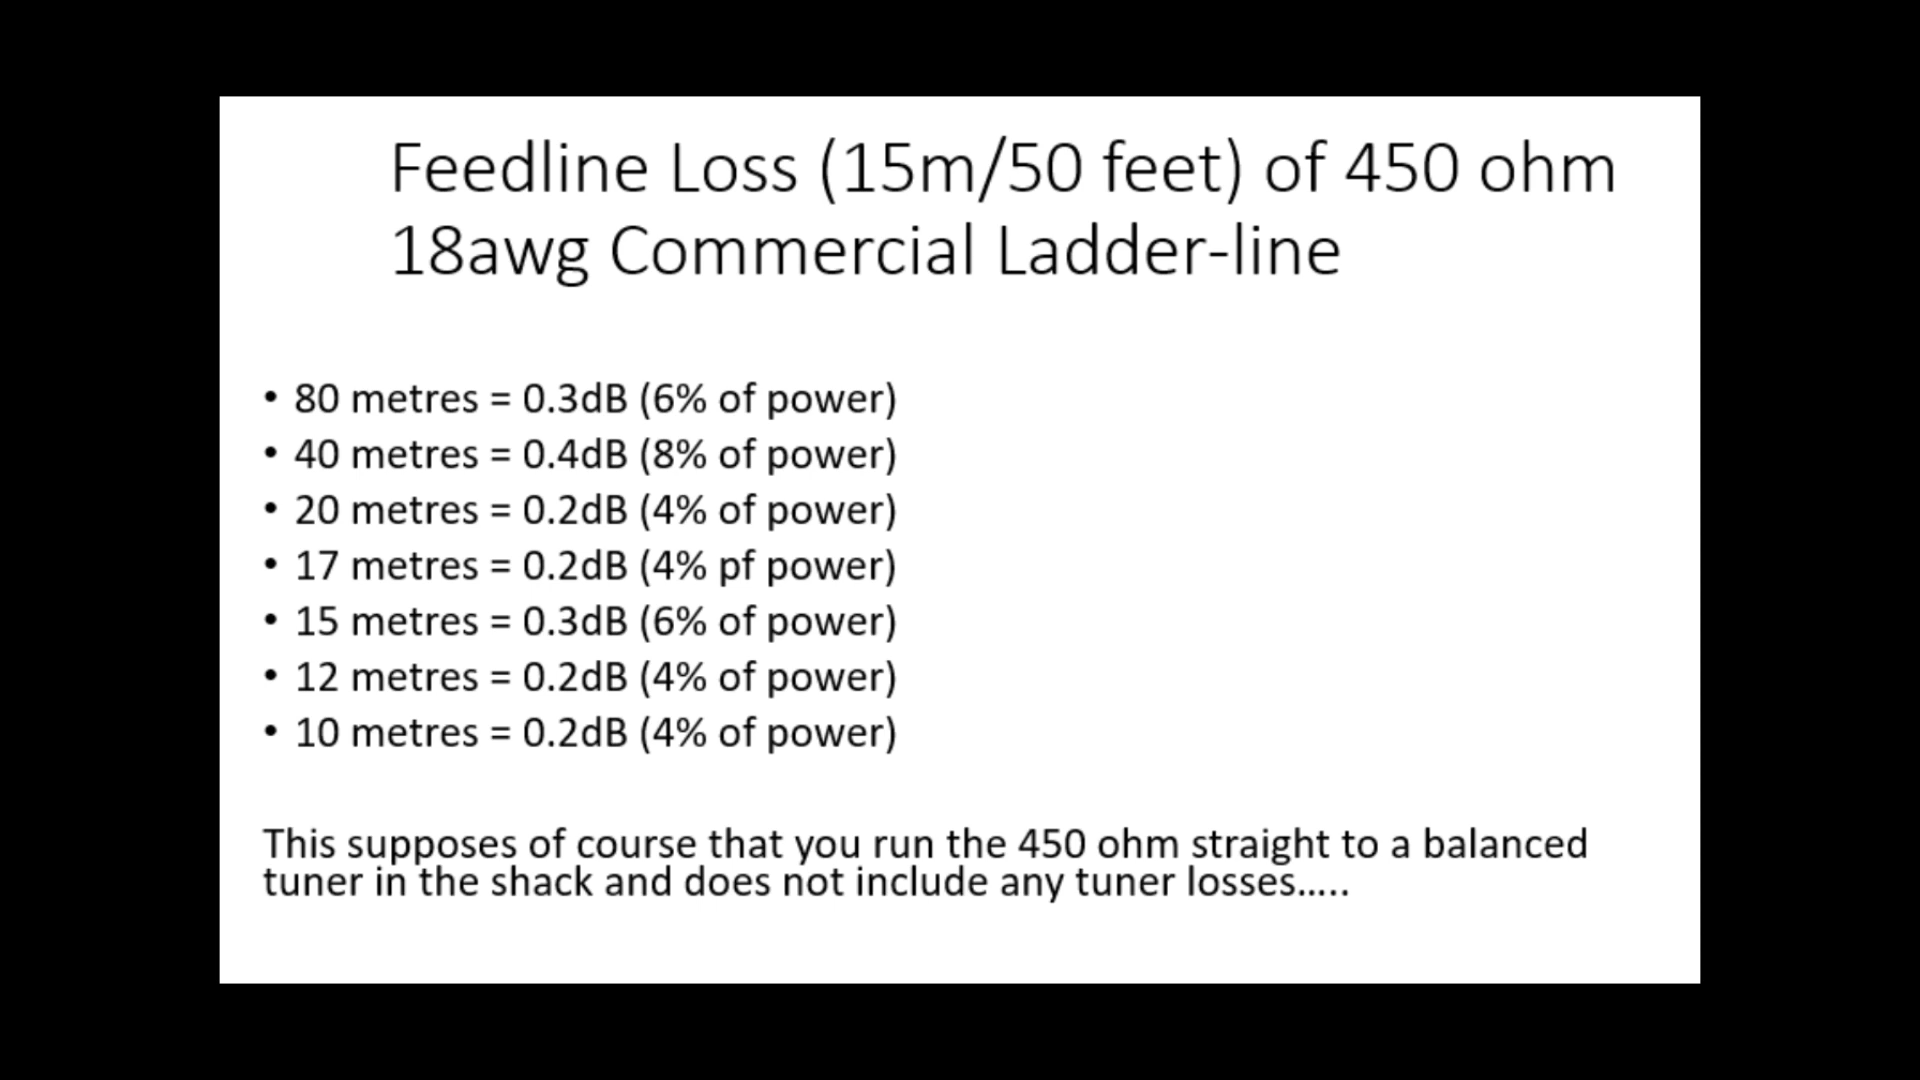 Feedline Loss (15m/50 feet) of 450 ohm
18awg Commercial Ladder-line
• 80 metres = 0.3dB (6% of power)
• 40 metres = 0.4dB (8% of power)
• 20 metres = 0.2dB (4% of power)
• 17 metres = 0.2dB (4% pf power)
• 15 metres = 0.3dB (6% of power)
• 12 metres = 0.2dB (4% of power)
• 10 metres = 0.2dB (4% of power)
This supposes of course that you run the 450 ohm straight to a balanced
tuner in the shack and does not include any tuner losses…..